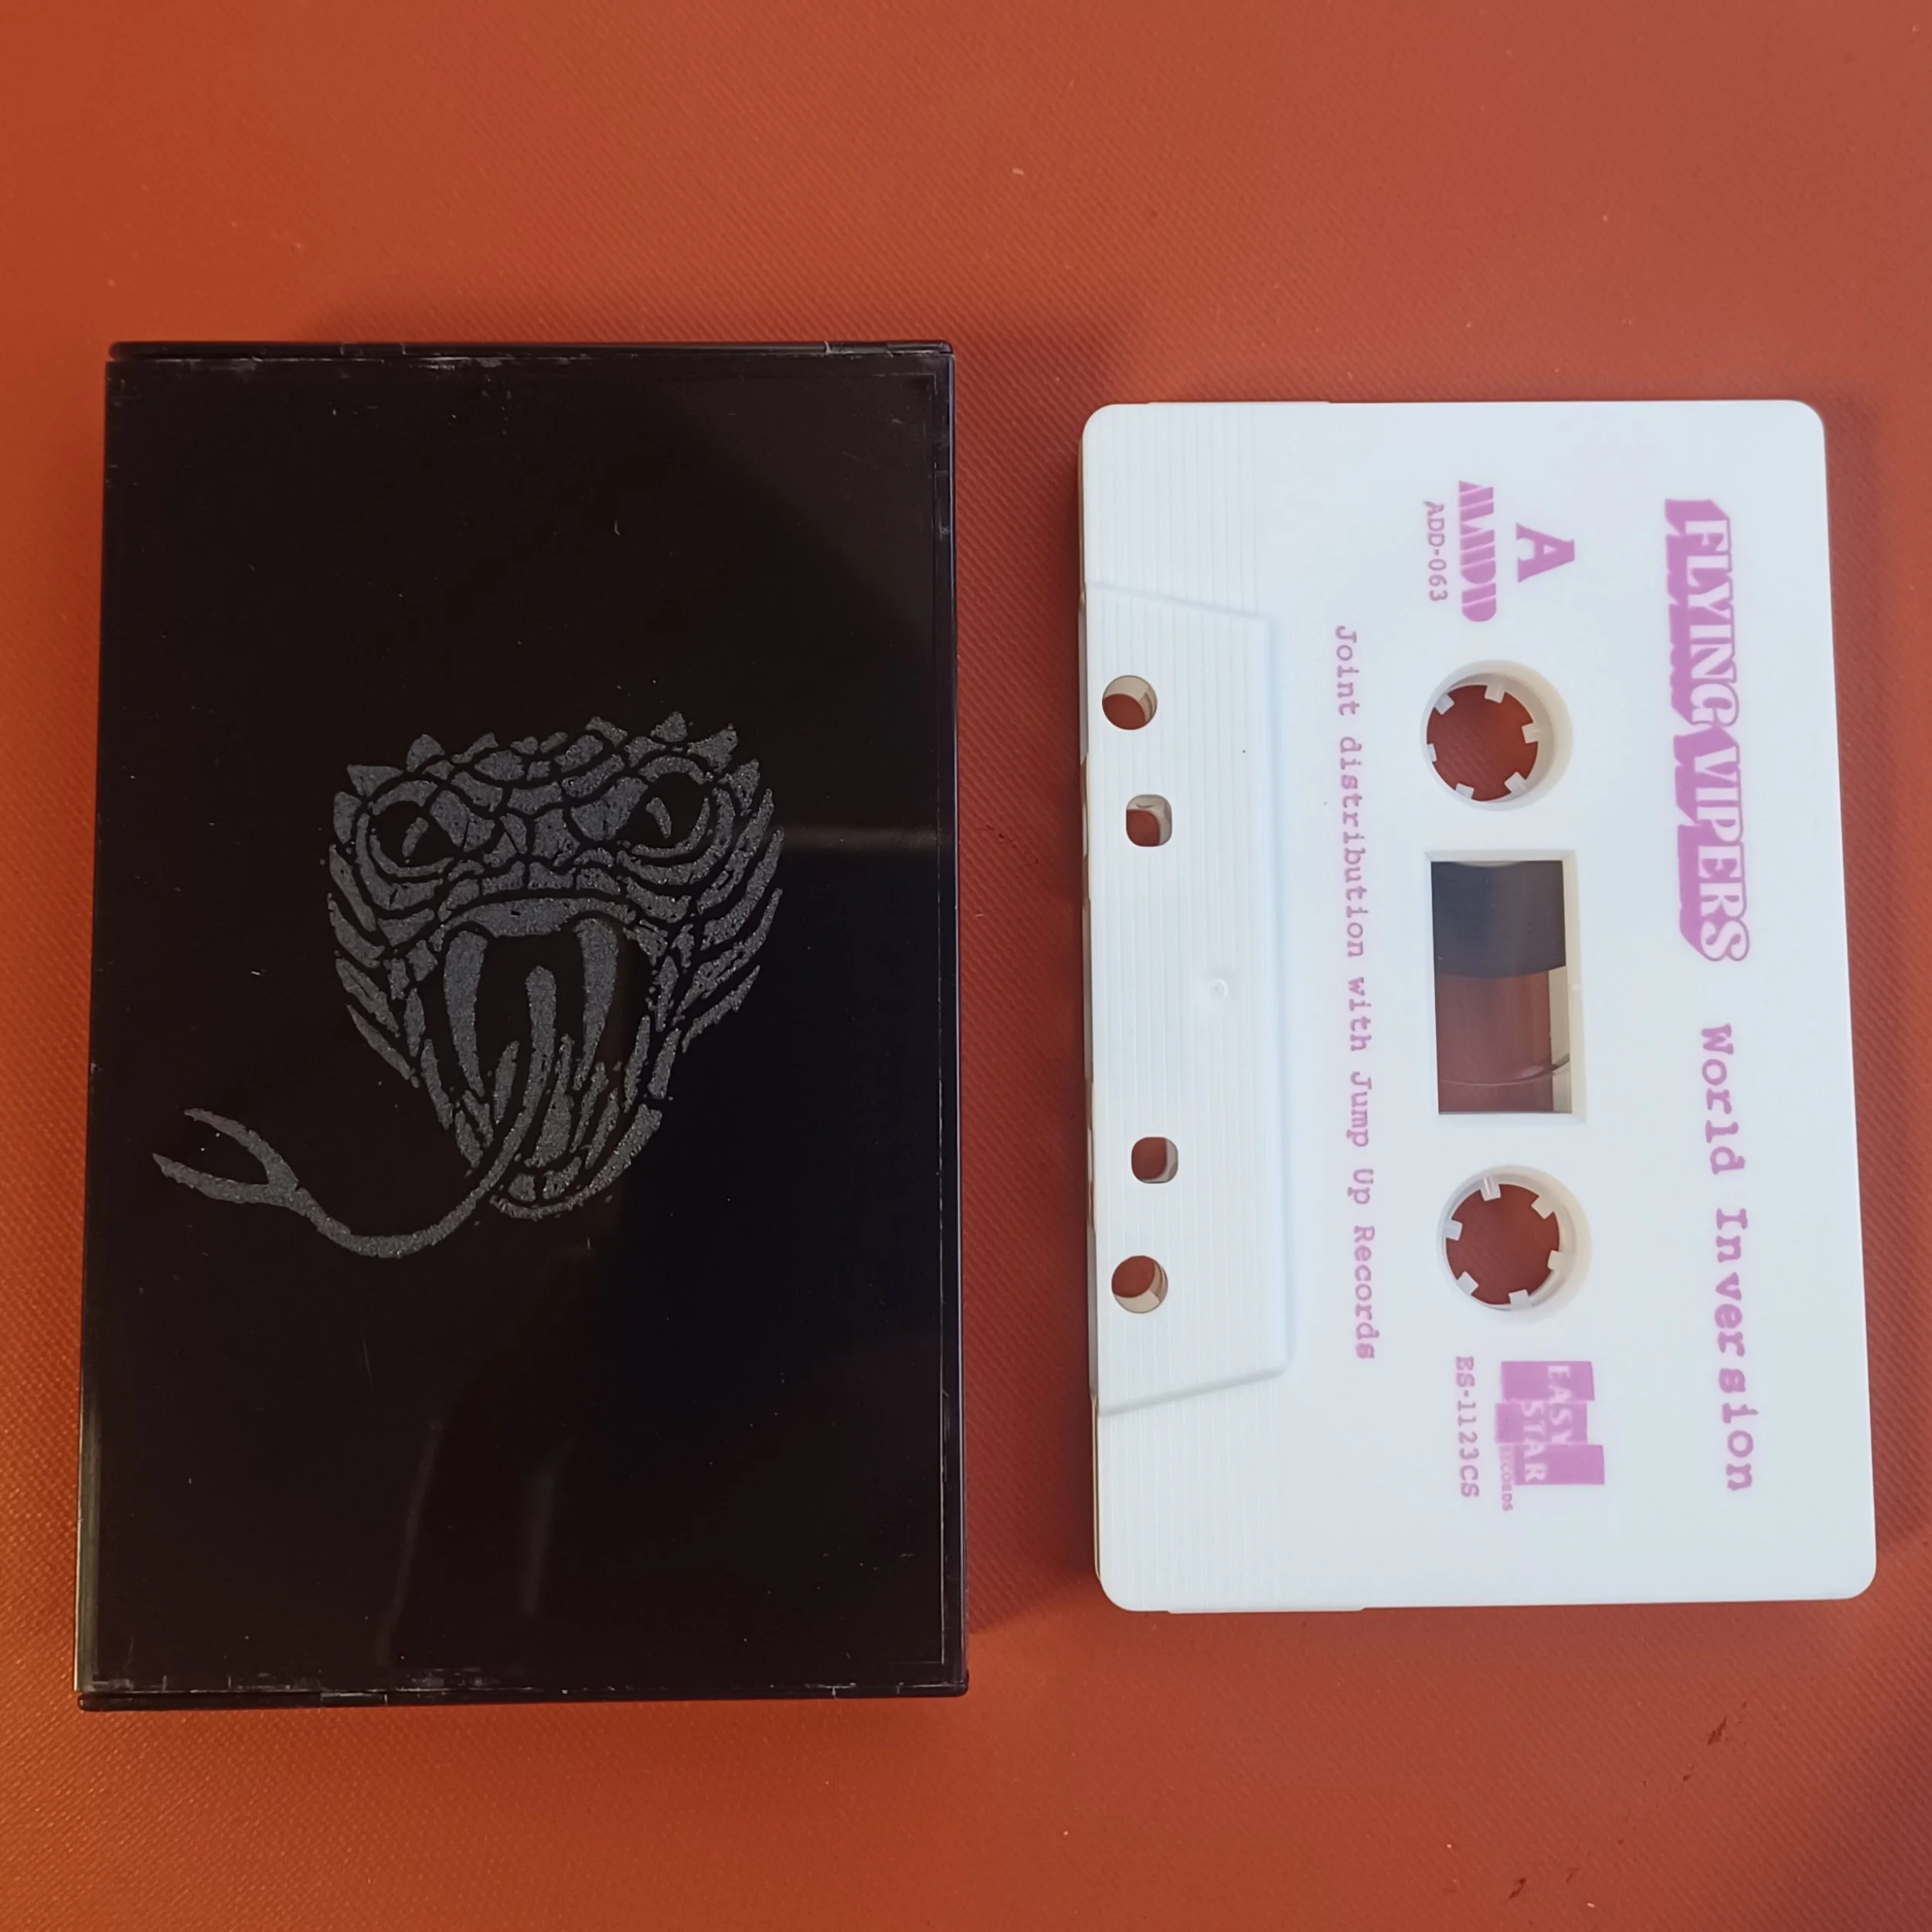 FLYING VIPERS World Inversion
A
ADD-063
EASY
STAR
RECORDS
ES-1123CS
Joint distribution with Jump Up Records